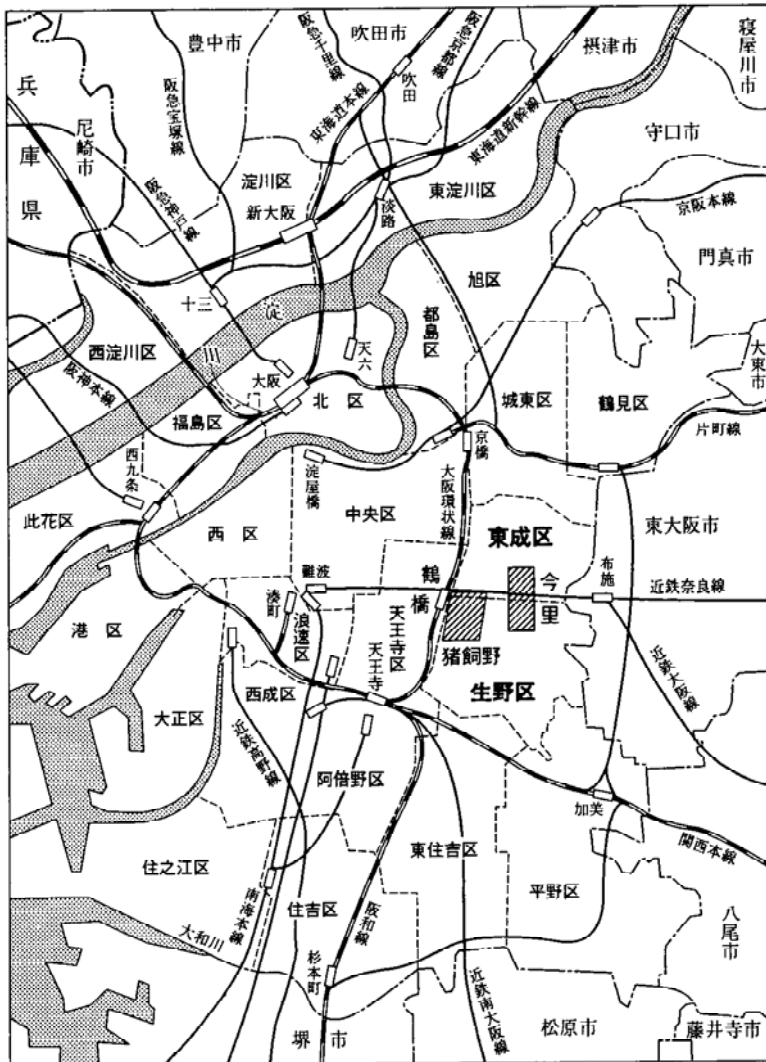 豊中市
吹田市
摂津市
寝屋川市
阪急千里線
阪急京都線
吹田
兵庫県
尼崎市
阪急宝塚線
東海道本線
東海道新幹線
守口市
淀川区
新大阪
東淀川区
淡路
京阪本線
阪急神戸線
門真市
十三
旭区
淀川
都島区
天六
大東市
西淀川区
阪神本線
大阪
北区
城東区
鶴見区
福島区
片町線
京橋
西九条
淀屋橋
大阪環状線
此花区
西区
中央区
東成区
東大阪市
難波
鶴橋
今里
布施
近鉄奈良線
港区
湊町
浪速区
天王寺区
天王寺
猪飼野
生野区
近鉄大阪線
西成区
大正区
近鉄高野線
阿倍野区
加美
関西本線
住之江区
東住吉区
平野区
南海本線
住吉区
阪和線
八尾市
大和川
杉本町
近鉄南大阪線
堺市
松原市
藤井寺市